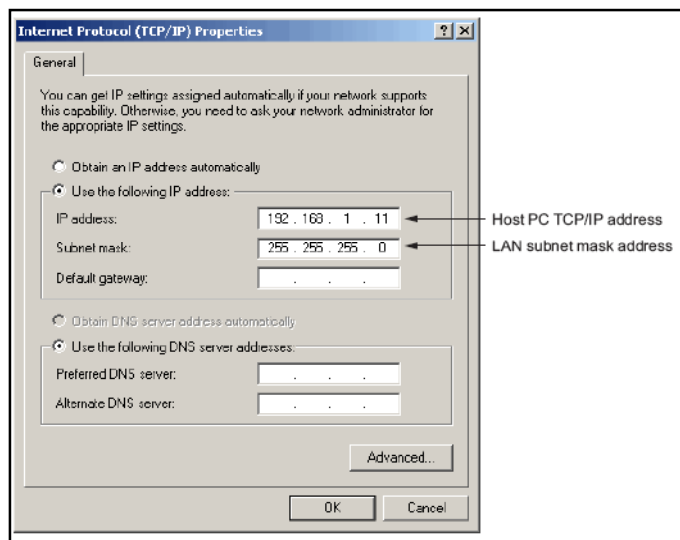 Internet Protocol (TCP/IP) Properties
General
You can get IP settings assigned automatically if your network supports
this capability. Otherwise, you need to ask your network administrator for
the appropriate IP settings.
Obtain an IP address automatically
Use the following IP address:
IP address: 192 . 168 . 1 . 11 Host PC TCP/IP address
Subnet mask: 255 . 255 . 255 . 0 LAN subnet mask address
Default gateway: . . .
Obtain DNS server address automatically
Use the following DNS server addresses:
Preferred DNS server: . . .
Alternate DNS server: . . .
Advanced...
OK Cancel